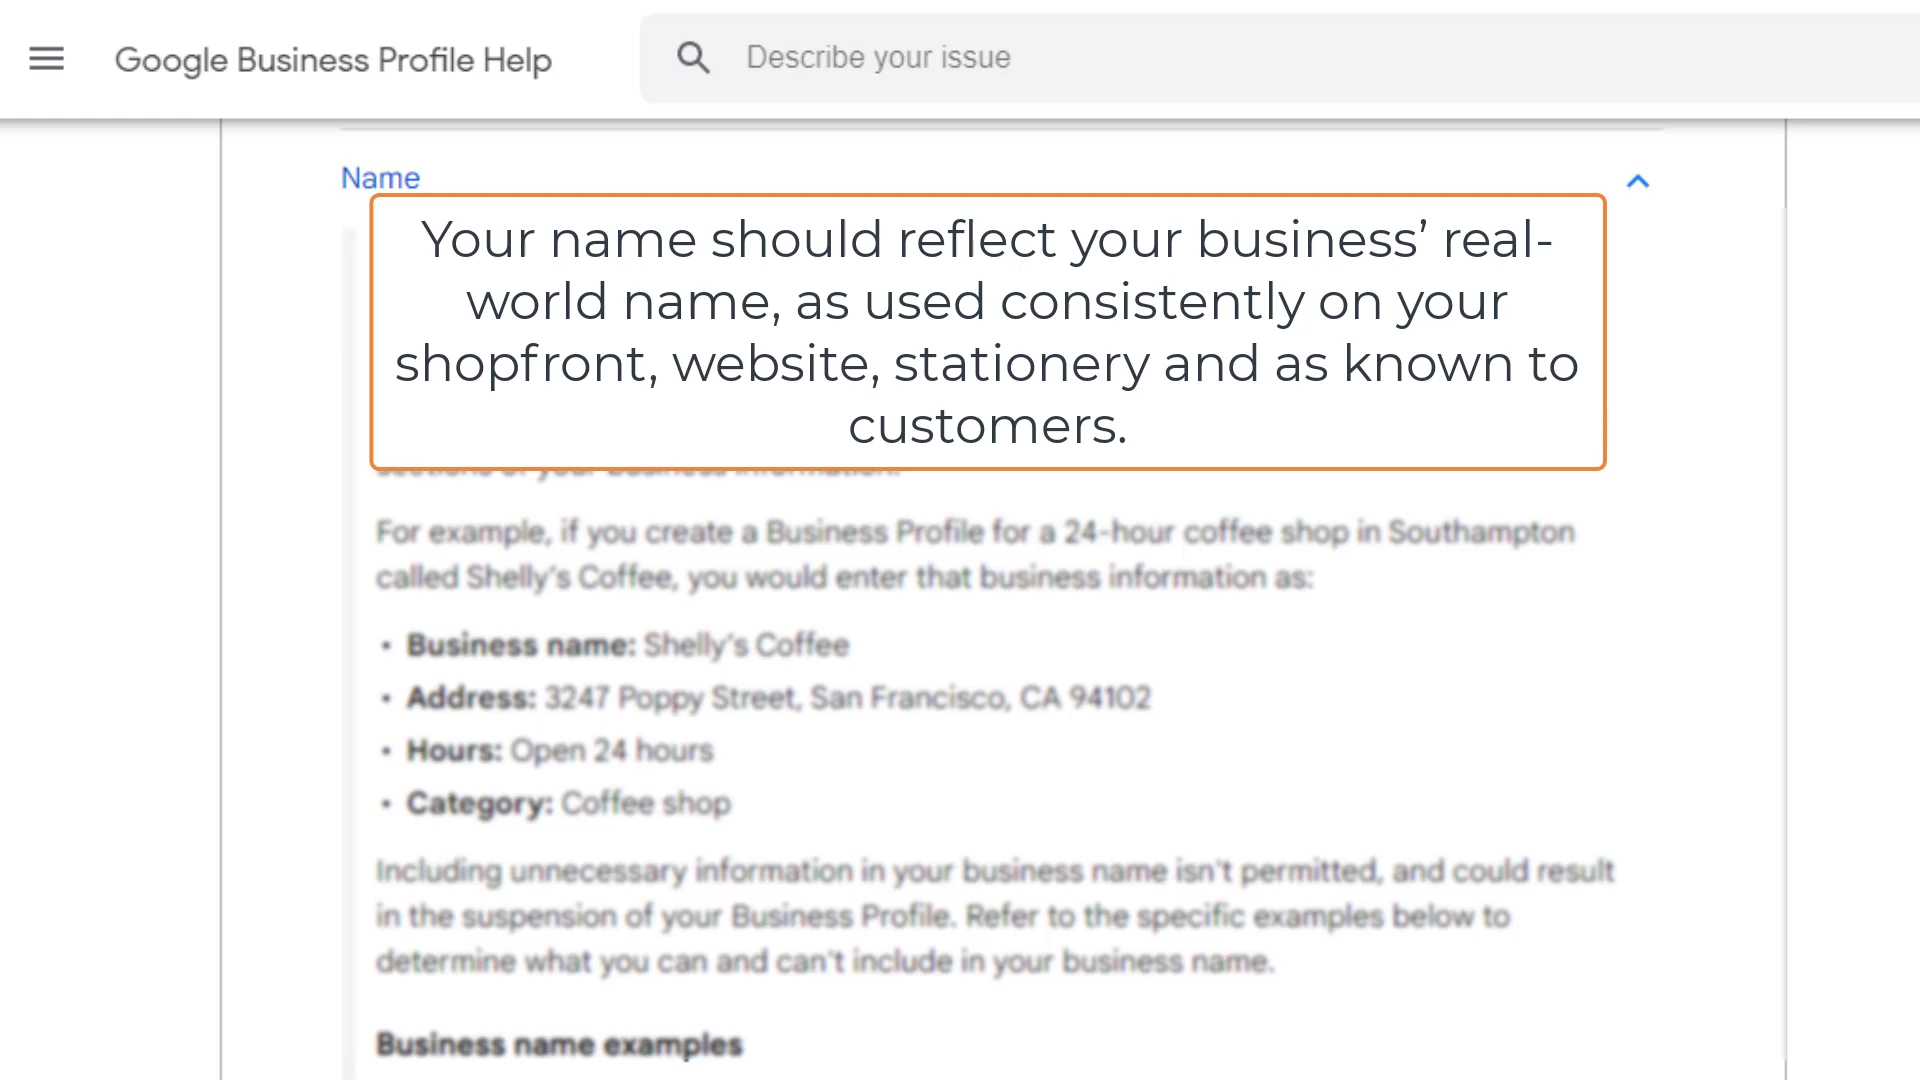 Google Business Profile Help
Describe your issue
Name
Your name should reflect your business’ real-
world name, as used consistently on your
shopfront, website, stationery and as known to
customers.
sections of your business information.
For example, if you create a Business Profile for a 24-hour coffee shop in Southampton
called Shelly’s Coffee, you would enter that business information as:
• Business name: Shelly’s Coffee
• Address: 3247 Poppy Street, San Francisco, CA 94102
• Hours: Open 24 hours
• Category: Coffee shop
Including unnecessary information in your business name isn't permitted, and could result
in the suspension of your Business Profile. Refer to the specific examples below to
determine what you can and can't include in your business name.
Business name examples